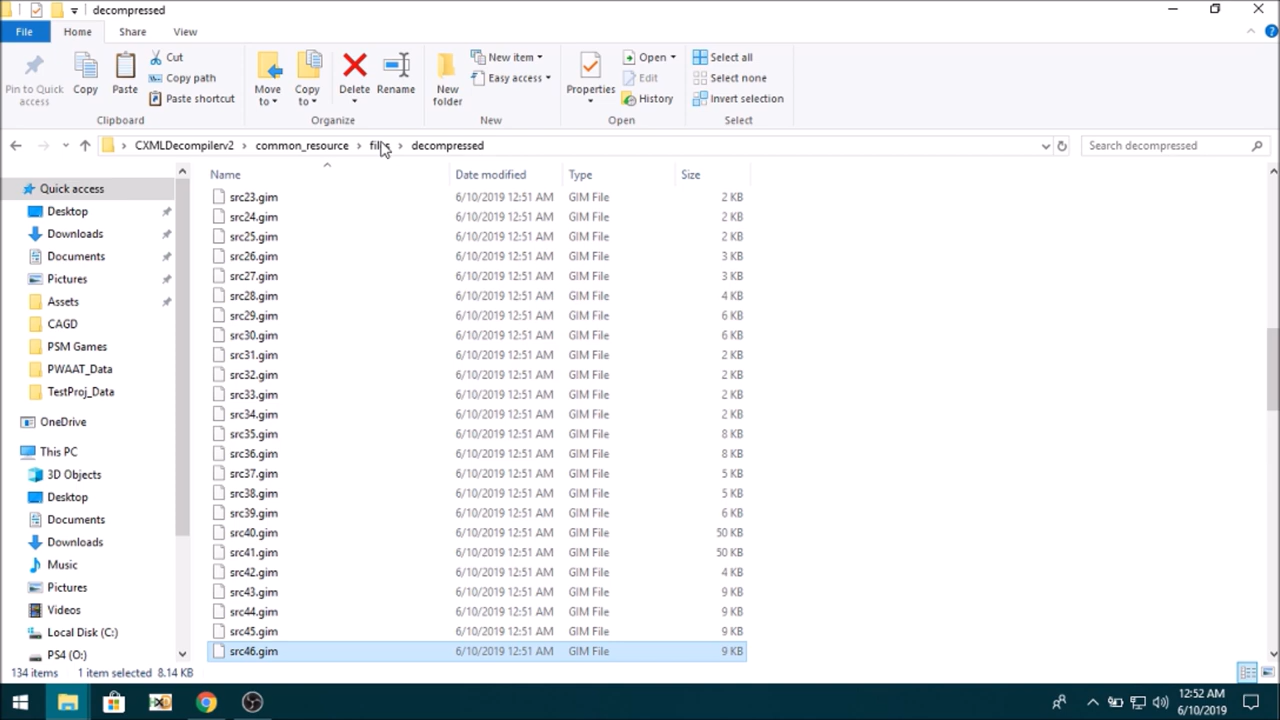 decompressed
File Home Share View
Pin to Quick access
Copy
Paste
Cut
Copy path
Paste shortcut
Clipboard
Move to
Copy to
Delete
Rename
Organize
New folder
New item
Easy access
New
Properties
Open
Edit
History
Open
Select all
Select none
Invert selection
Select
CXMLDecompilerv2 › common_resource › files › decompressed
Search decompressed
Quick access
Desktop
Downloads
Documents
Pictures
Assets
CAGD
PSM Games
PWAAT_Data
TestProj_Data
OneDrive
This PC
3D Objects
Desktop
Documents
Downloads
Music
Pictures
Videos
Local Disk (C:)
PS4 (O:)
Name Date modified Type Size
src23.gim 6/10/2019 12:51 AM GIM File 2 KB
src24.gim 6/10/2019 12:51 AM GIM File 2 KB
src25.gim 6/10/2019 12:51 AM GIM File 2 KB
src26.gim 6/10/2019 12:51 AM GIM File 3 KB
src27.gim 6/10/2019 12:51 AM GIM File 3 KB
src28.gim 6/10/2019 12:51 AM GIM File 4 KB
src29.gim 6/10/2019 12:51 AM GIM File 6 KB
src30.gim 6/10/2019 12:51 AM GIM File 6 KB
src31.gim 6/10/2019 12:51 AM GIM File 2 KB
src32.gim 6/10/2019 12:51 AM GIM File 2 KB
src33.gim 6/10/2019 12:51 AM GIM File 2 KB
src34.gim 6/10/2019 12:51 AM GIM File 2 KB
src35.gim 6/10/2019 12:51 AM GIM File 8 KB
src36.gim 6/10/2019 12:51 AM GIM File 8 KB
src37.gim 6/10/2019 12:51 AM GIM File 5 KB
src38.gim 6/10/2019 12:51 AM GIM File 5 KB
src39.gim 6/10/2019 12:51 AM GIM File 6 KB
src40.gim 6/10/2019 12:51 AM GIM File 50 KB
src41.gim 6/10/2019 12:51 AM GIM File 50 KB
src42.gim 6/10/2019 12:51 AM GIM File 4 KB
src43.gim 6/10/2019 12:51 AM GIM File 9 KB
src44.gim 6/10/2019 12:51 AM GIM File 9 KB
src45.gim 6/10/2019 12:51 AM GIM File 9 KB
src46.gim 6/10/2019 12:51 AM GIM File 9 KB
134 items 1 item selected 8.14 KB
12:52 AM
6/10/2019